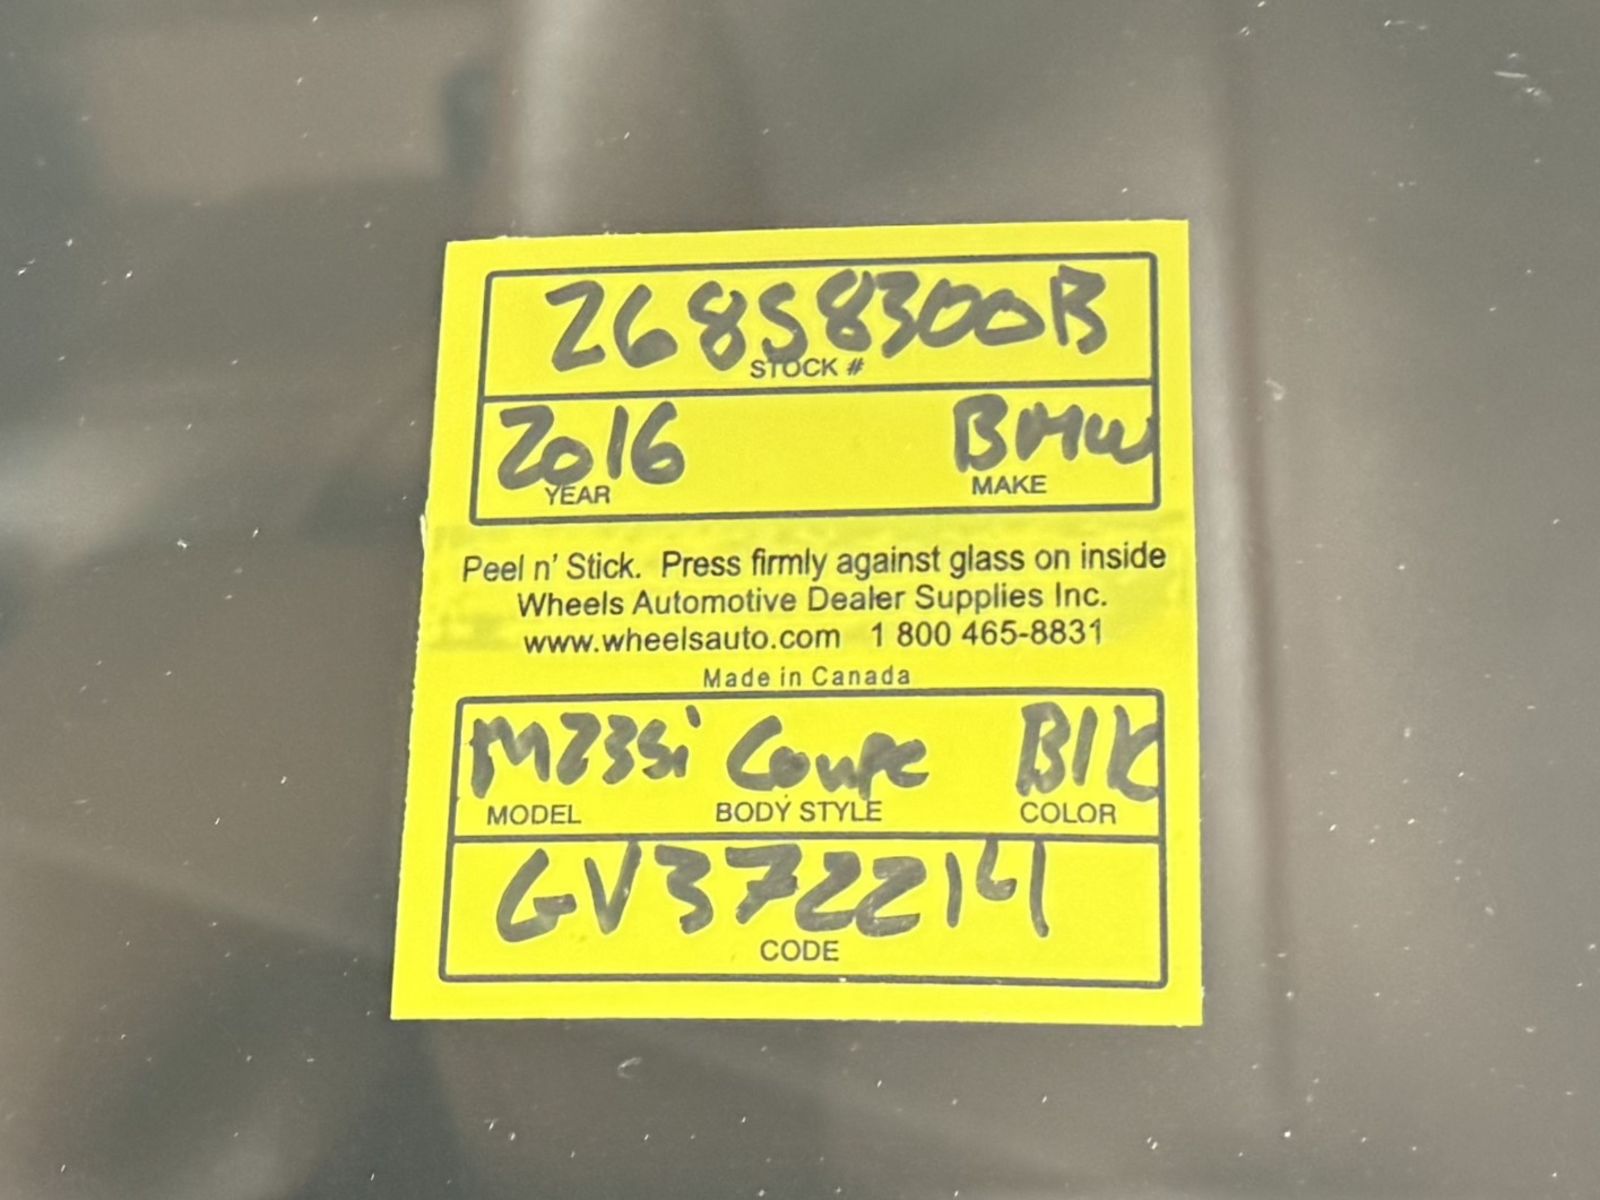 268S8300B
STOCK #
2016 BMW
YEAR MAKE
Peel n' Stick. Press firmly against glass on inside
Wheels Automotive Dealer Supplies Inc.
www.wheelsauto.com 1 800 465-8831
Made in Canada
M235i Coupe Blk
MODEL BODY STYLE COLOR
GV372214
CODE